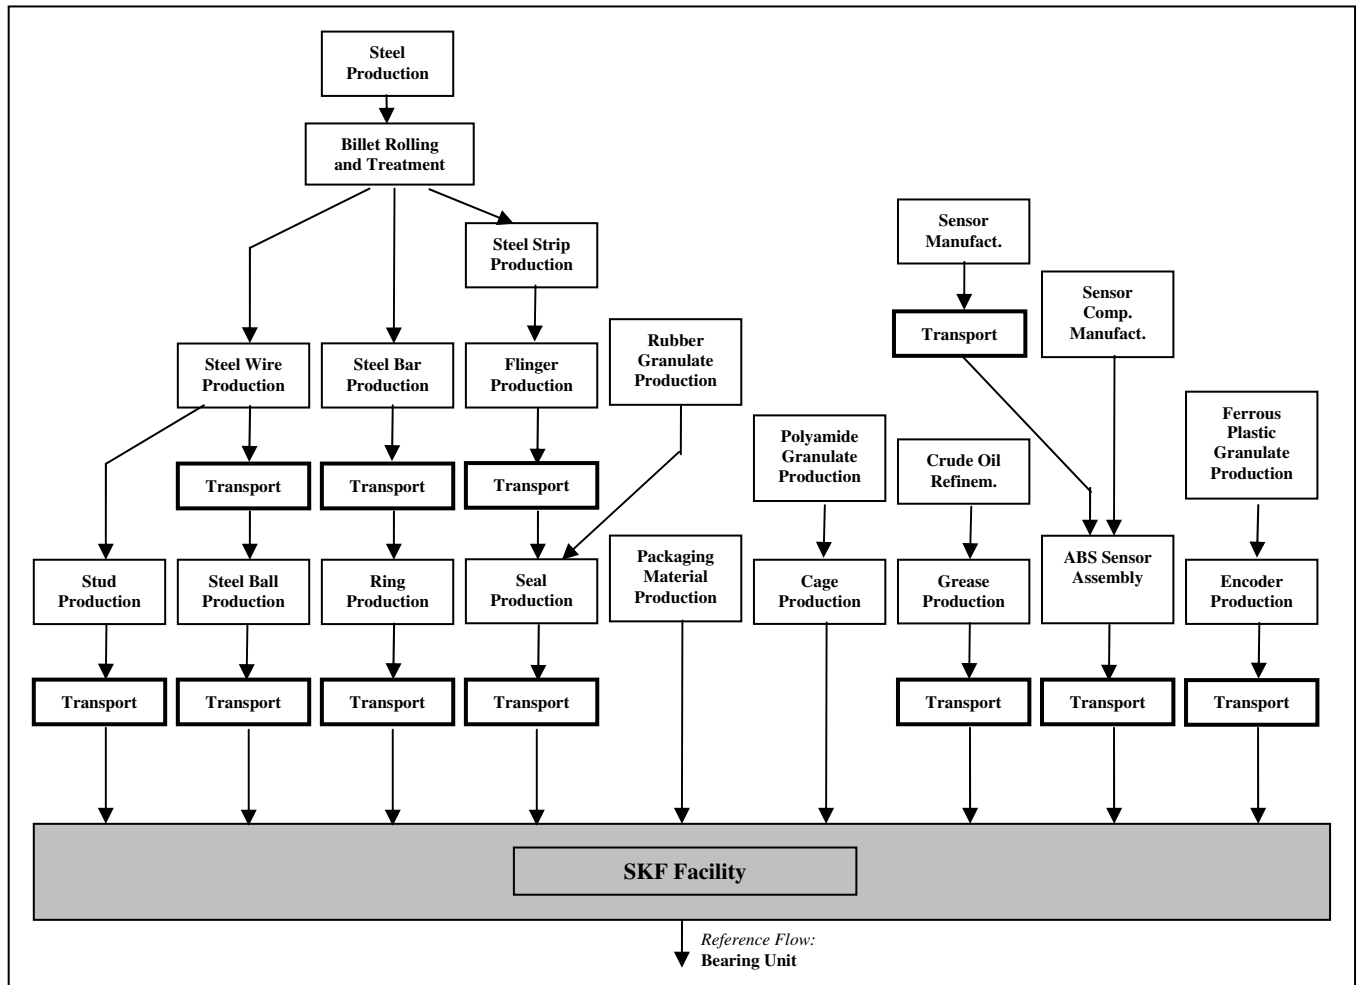 Steel
Production
Billet Rolling
and Treatment
Sensor
Manufact.
Steel Strip
Production
Sensor
Comp.
Manufact.
Transport
Rubber
Granulate
Production
Steel Wire
Production
Steel Bar
Production
Flinger
Production
Ferrous
Plastic
Granulate
Production
Polyamide
Granulate
Production
Crude Oil
Refinem.
Transport
Transport
Transport
Packaging
Material
Production
ABS Sensor
Assembly
Stud
Production
Steel Ball
Production
Ring
Production
Seal
Production
Cage
Production
Grease
Production
Encoder
Production
Transport
Transport
Transport
Transport
Transport
Transport
Transport
SKF Facility
Reference Flow:
Bearing Unit